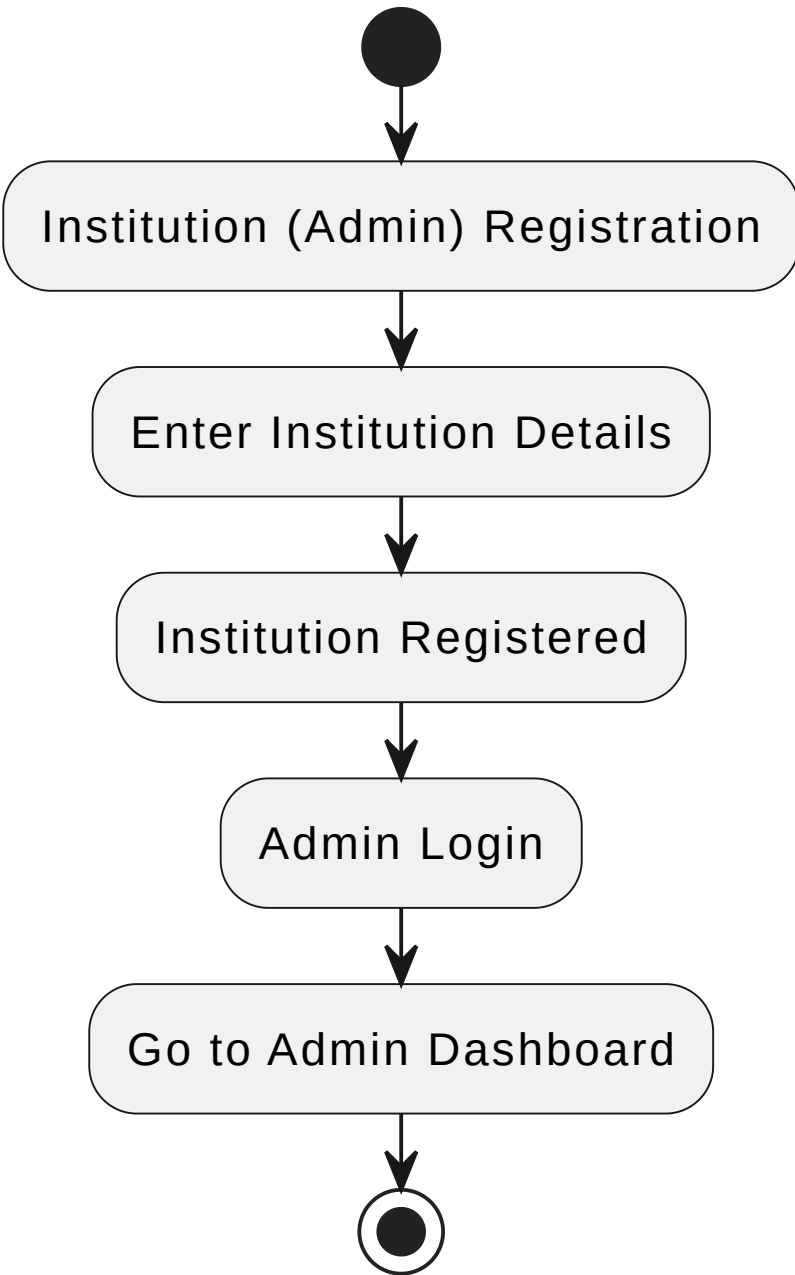 Institution (Admin) Registration
Enter Institution Details
Institution Registered
Admin Login
Go to Admin Dashboard